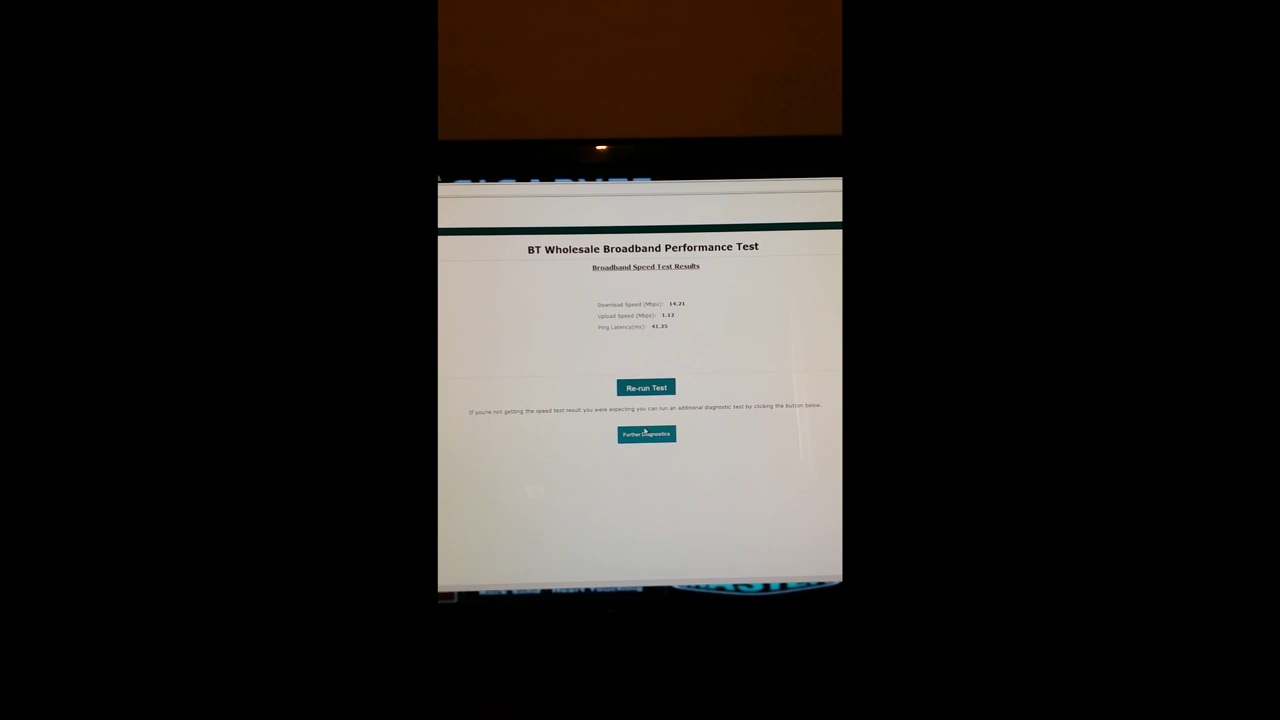 BT Wholesale Broadband Performance Test
Broadband Speed Test Results
Download Speed (Mbps): 14.21
Upload Speed (Mbps): 1.12
Ping Latency(ms): 41.25
Re-run Test
If you're not getting the speed test result you were expecting you can run an additional diagnostic test by clicking the button below.
Further Diagnostics